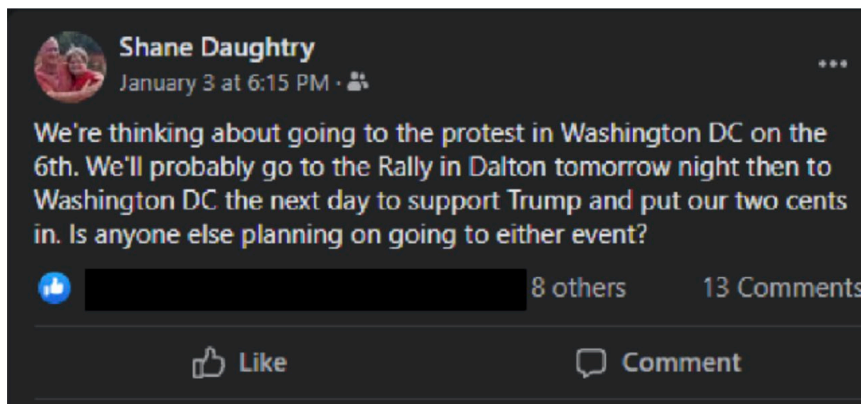 Shane Daughtry
January 3 at 6:15 PM ·
We're thinking about going to the protest in Washington DC on the
6th. We'll probably go to the Rally in Dalton tomorrow night then to
Washington DC the next day to support Trump and put our two cents
in. Is anyone else planning on going to either event?
8 others 13 Comments
Like Comment